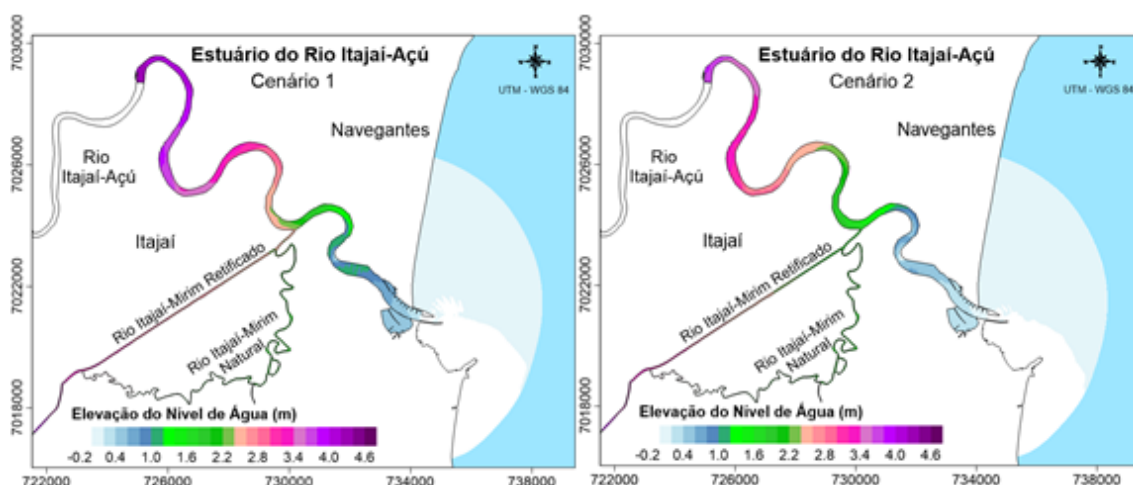 Estuário do Rio Itajaí-Açú
Cenário 1
UTM - WGS 84
Navegantes
Rio
Itajaí-Açú
Itajaí
Rio Itajaí-Mirim Retificado
Rio Itajaí-Mirim
Natural
Elevação do Nível de Água (m)
-0.2 0.4 1.0 1.6 2.2 2.8 3.4 4.0 4.6
7030000
7026000
7022000
7018000
722000 726000 730000 734000 738000
Estuário do Rio Itajaí-Açú
Cenário 2
UTM - WGS 84
Navegantes
Rio
Itajaí-Açú
Itajaí
Rio Itajaí-Mirim Retificado
Rio Itajaí-Mirim
Natural
Elevação do Nível de Água (m)
-0.2 0.4 1.0 1.6 2.2 2.8 3.4 4.0 4.6
7030000
7026000
7022000
7018000
722000 726000 730000 734000 738000